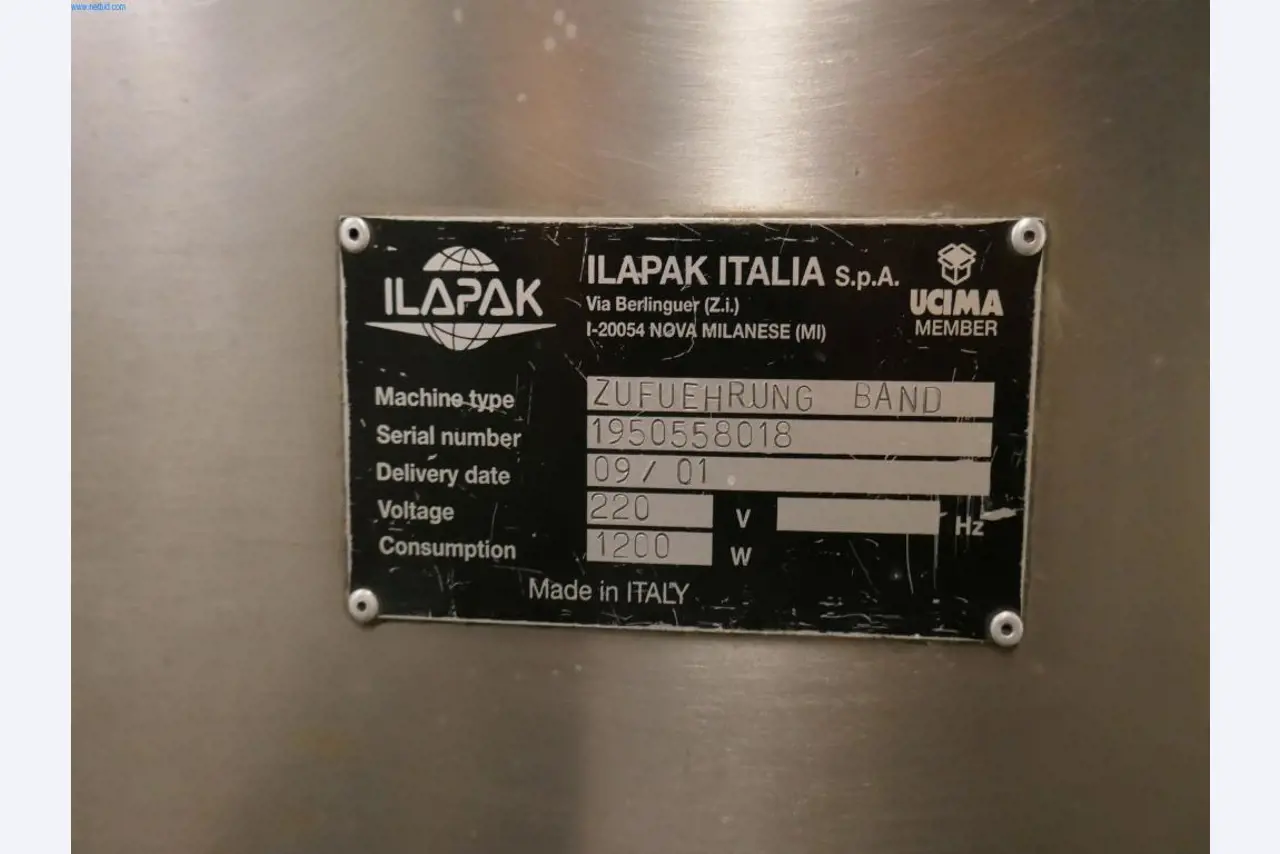 www.netbid.com
ILAPAK
ILAPAK ITALIA S.p.A.
Via Berlinguer (Z.i.)
I-20054 NOVA MILANESE (MI)
UCIMA
MEMBER
Machine type ZUFUEHRUNG BAND
Serial number 1950558018
Delivery date 09/ 01
Voltage 220 V Hz
Consumption 1200 W
Made in ITALY